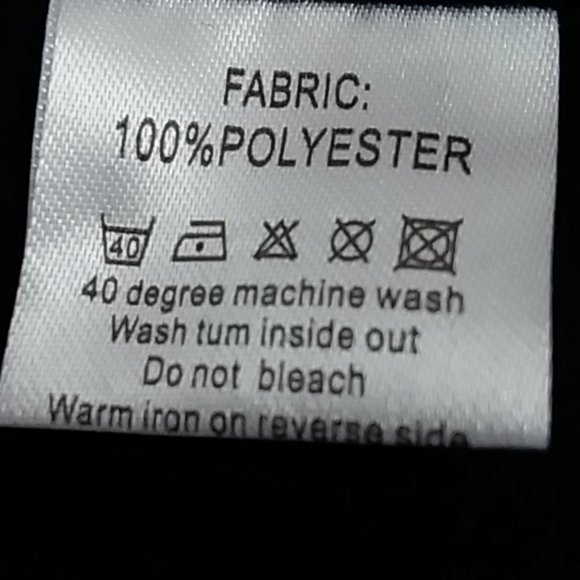 FABRIC:
100%POLYESTER
40
40 degree machine wash
Wash tum inside out
Do not bleach
Warm iron on reverse side